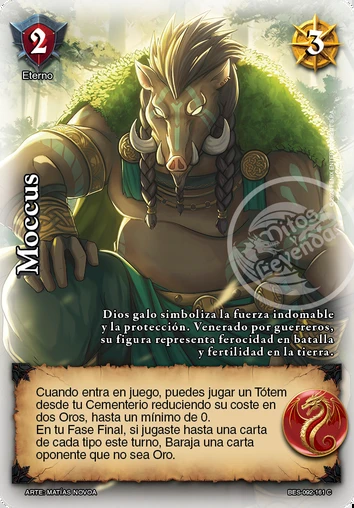 2
3
Eterno
Moccus
Mitos
y
Leyendas
Dios galo simboliza la fuerza indomable
y la protección. Venerado por guerreros,
su figura representa ferocidad en batalla
y fertilidad en la tierra.
Cuando entra en juego, puedes jugar un Tótem
desde tu Cementerio reduciendo su coste en
dos Oros, hasta un mínimo de 0.
En tu Fase Final, si jugaste hasta una carta
de cada tipo este turno, Baraja una carta
oponente que no sea Oro.
ARTE: MATÍAS NOVOA
BES-092-161 C